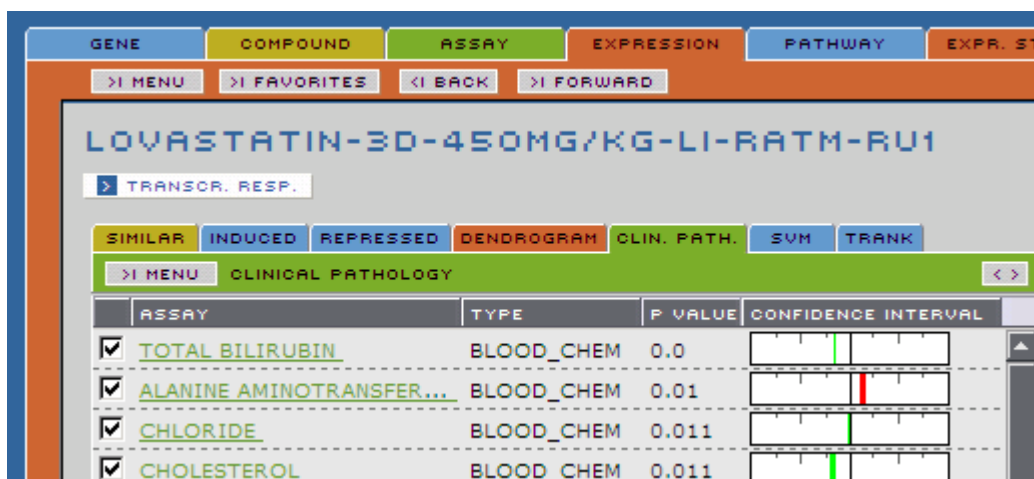 GENE COMPOUND ASSAY EXPRESSION PATHWAY EXPR. ST
>| MENU >| FAVORITES <| BACK >| FORWARD
LOVASTATIN-3D-450MG/KG-LI-RATM-RU1
> TRANSCR. RESP.
SIMILAR INDUCED REPRESSED DENDROGRAM CLIN. PATH. SVM TRANK
>| MENU CLINICAL PATHOLOGY < >
ASSAY TYPE P VALUE CONFIDENCE INTERVAL
TOTAL BILIRUBIN BLOOD_CHEM 0.0
ALANINE AMINOTRANSFER... BLOOD_CHEM 0.01
CHLORIDE BLOOD_CHEM 0.011
CHOLESTEROL BLOOD_CHEM 0.011